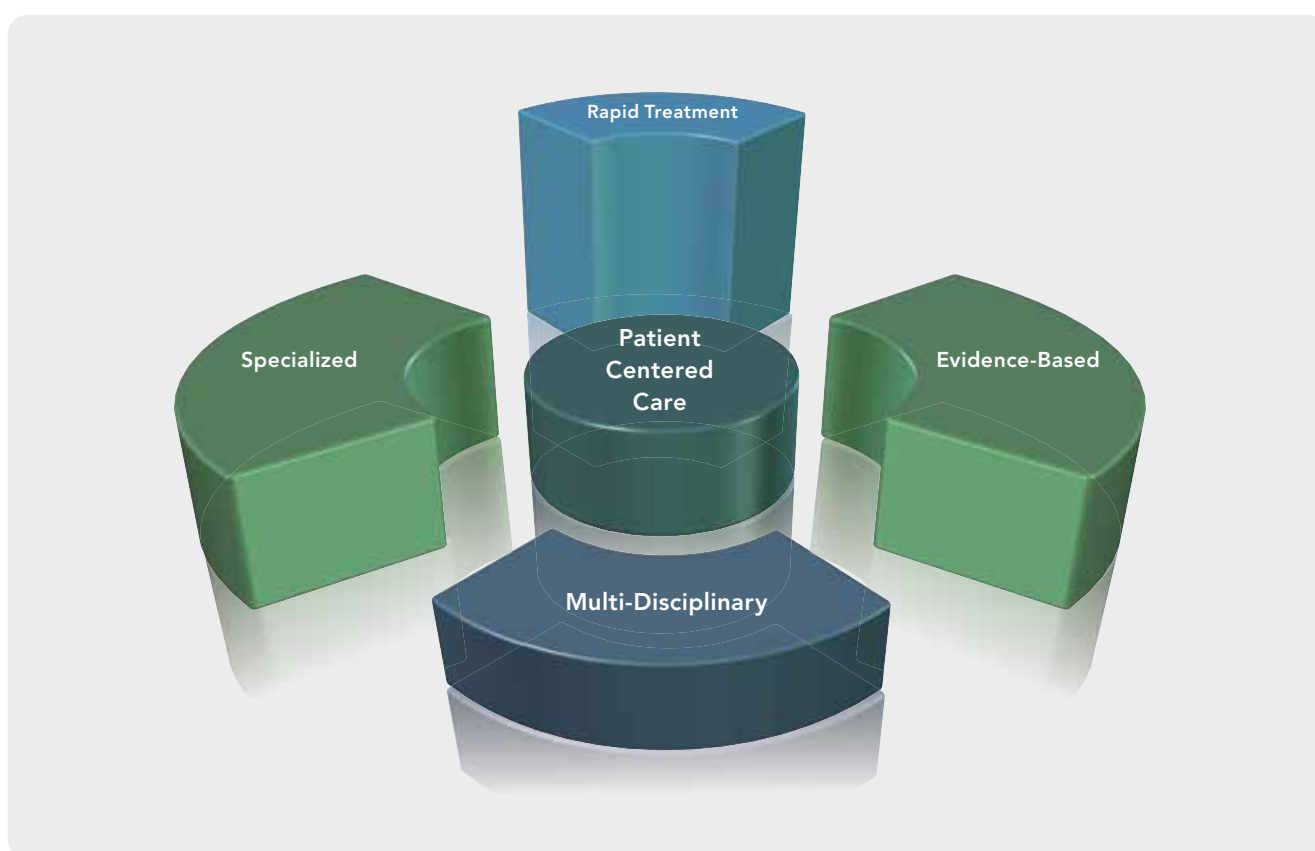 Rapid Treatment
Specialized
Patient
Centered
Care
Evidence-Based
Multi-Disciplinary